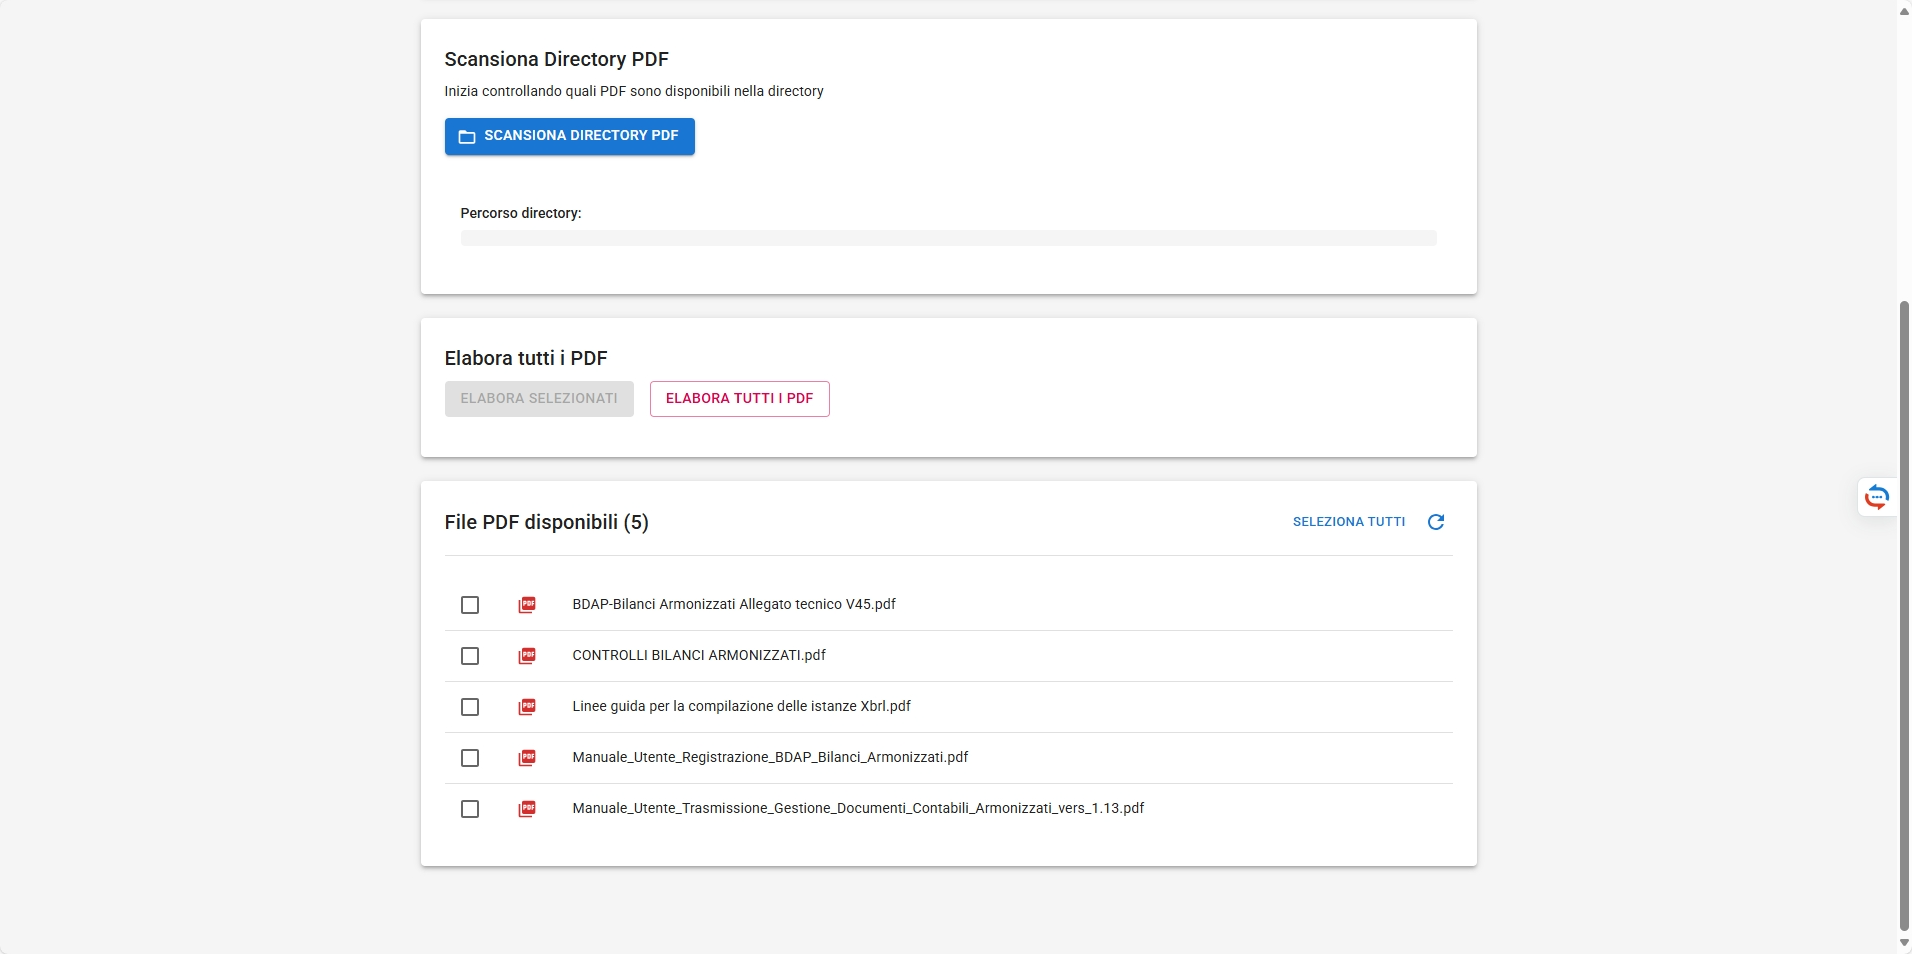 Scansiona Directory PDF
Inizia controllando quali PDF sono disponibili nella directory
SCANSIONA DIRECTORY PDF
Percorso directory:
Elabora tutti i PDF
ELABORA SELEZIONATI ELABORA TUTTI I PDF
File PDF disponibili (5) SELEZIONA TUTTI
PDF BDAP-Bilanci Armonizzati Allegato tecnico V45.pdf
PDF CONTROLLI BILANCI ARMONIZZATI.pdf
PDF Linee guida per la compilazione delle istanze Xbrl.pdf
PDF Manuale_Utente_Registrazione_BDAP_Bilanci_Armonizzati.pdf
PDF Manuale_Utente_Trasmissione_Gestione_Documenti_Contabili_Armonizzati_vers_1.13.pdf